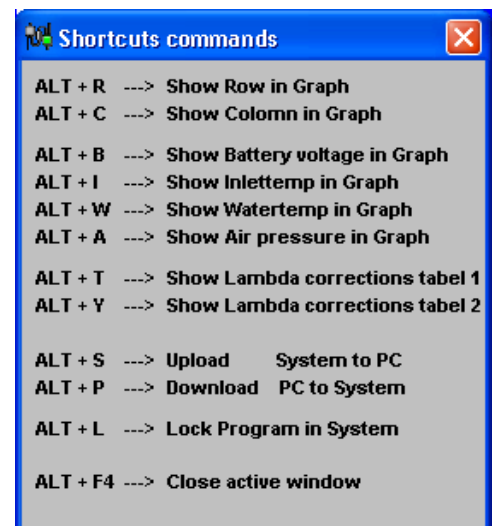 Shortcuts commands
ALT + R ---> Show Row in Graph
ALT + C ---> Show Colomn in Graph
ALT + B ---> Show Battery voltage in Graph
ALT + I ---> Show Inlettemp in Graph
ALT + W ---> Show Watertemp in Graph
ALT + A ---> Show Air pressure in Graph
ALT + T ---> Show Lambda corrections tabel 1
ALT + Y ---> Show Lambda corrections tabel 2
ALT + S ---> Upload System to PC
ALT + P ---> Download PC to System
ALT + L ---> Lock Program in System
ALT + F4 ---> Close active window